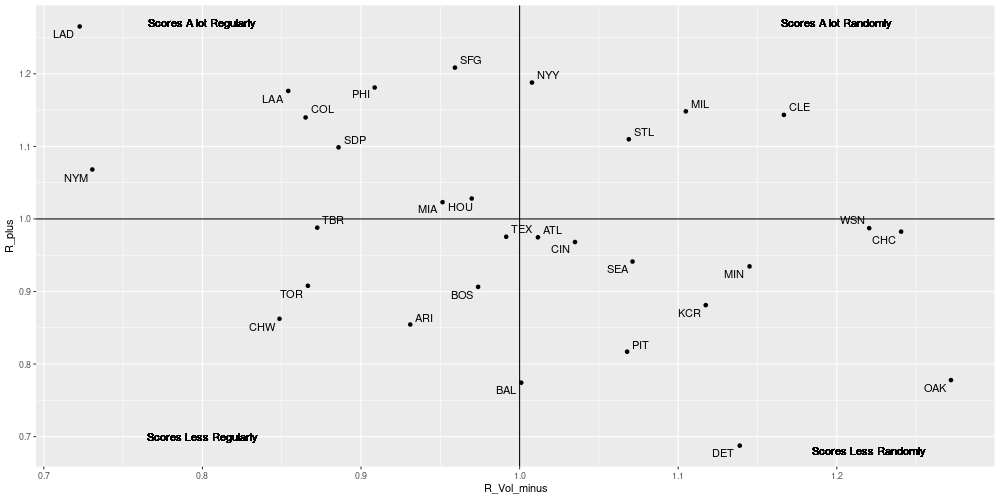 Scores A lot Regularly
Scores A lot Randomly
LAD
SFG
NYY
LAA
PHI
COL
MIL
CLE
STL
SDP
NYM
MIA
HOU
TBR
WSN
TEX
ATL
CIN
CHC
SEA
MIN
TOR
BOS
KCR
CHW
ARI
PIT
BAL
OAK
DET
Scores Less Regularly
Scores Less Randomly
1.2
1.1
1.0
0.9
0.8
0.7
R_plus
0.7 0.8 0.9 1.0 1.1 1.2
R_Vol_minus